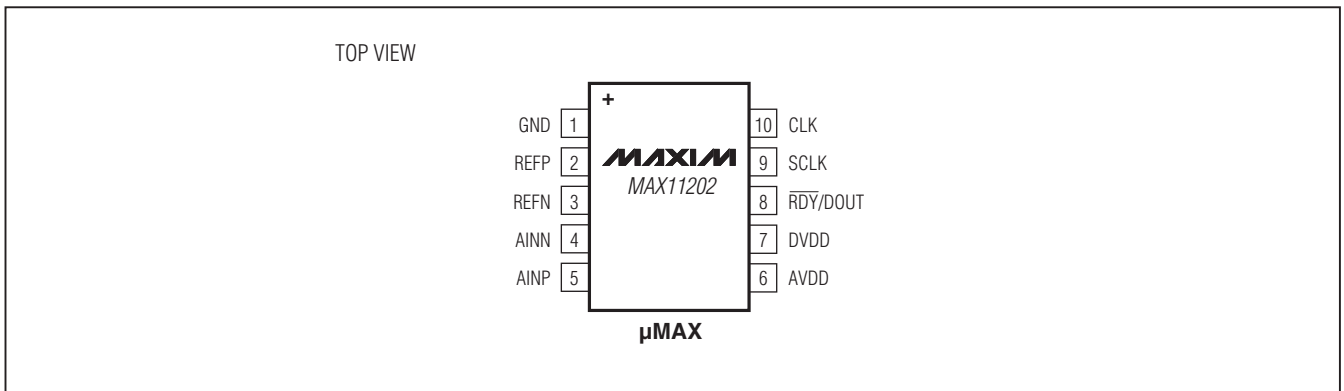 TOP VIEW
+
GND 1
REFP 2
REFN 3
AINN 4
AINP 5
MAXIM
MAX11202
10 CLK
9 SCLK
8 R̅D̅Y̅/DOUT
7 DVDD
6 AVDD
µMAX